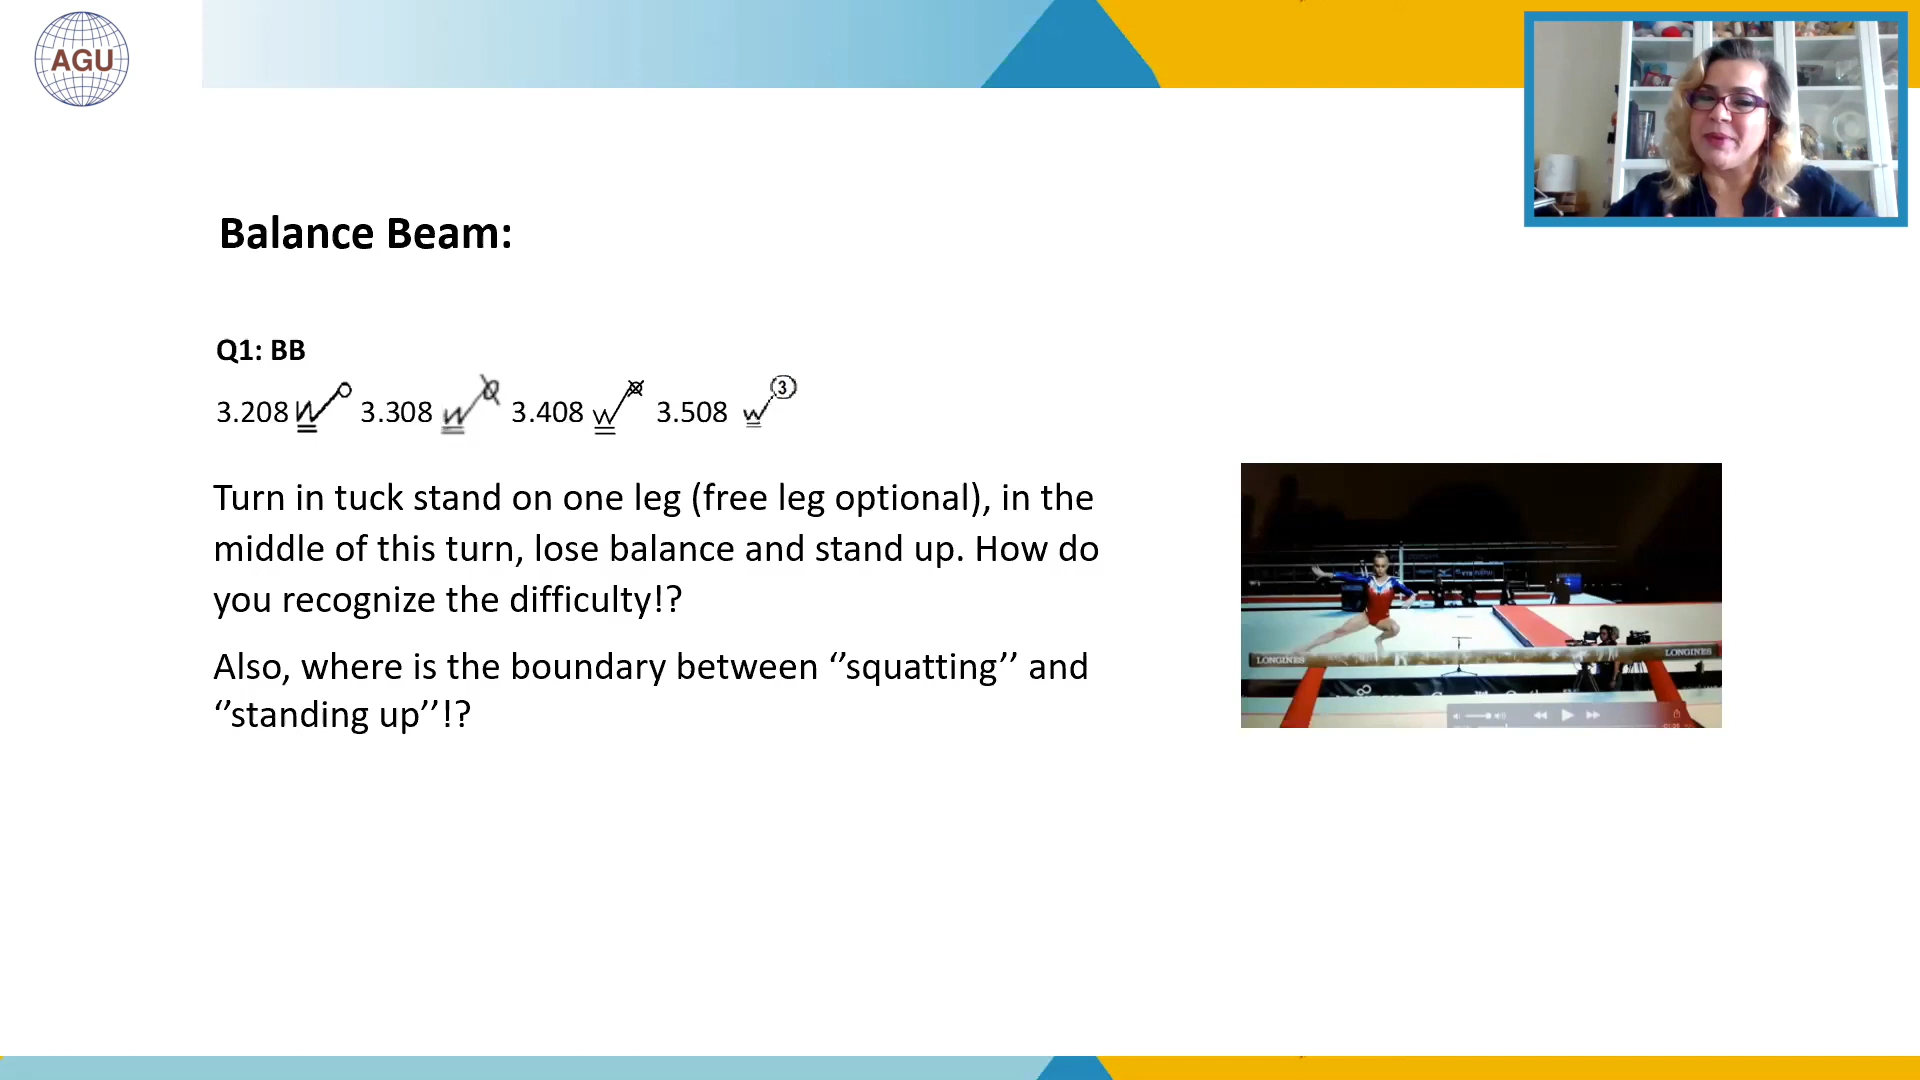 AGU
Balance Beam:
Q1: BB
3.208 3.308 3.408 3.508 3
Turn in tuck stand on one leg (free leg optional), in the
middle of this turn, lose balance and stand up. How do
you recognize the difficulty!?
Also, where is the boundary between ‘’squatting’’ and
‘’standing up’’!?
LONGINES LONGINES